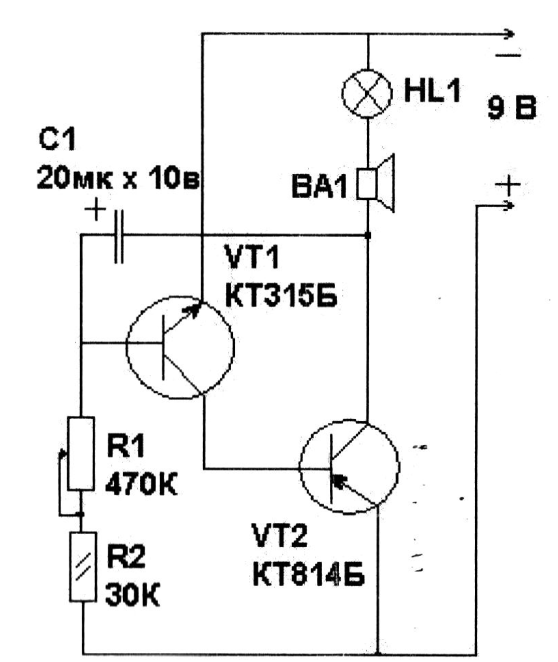 HL1
−
9 В
+
C1
20мк х 10в
+
BA1
VT1
КТ315Б
R1
470К
R2
30К
VT2
КТ814Б